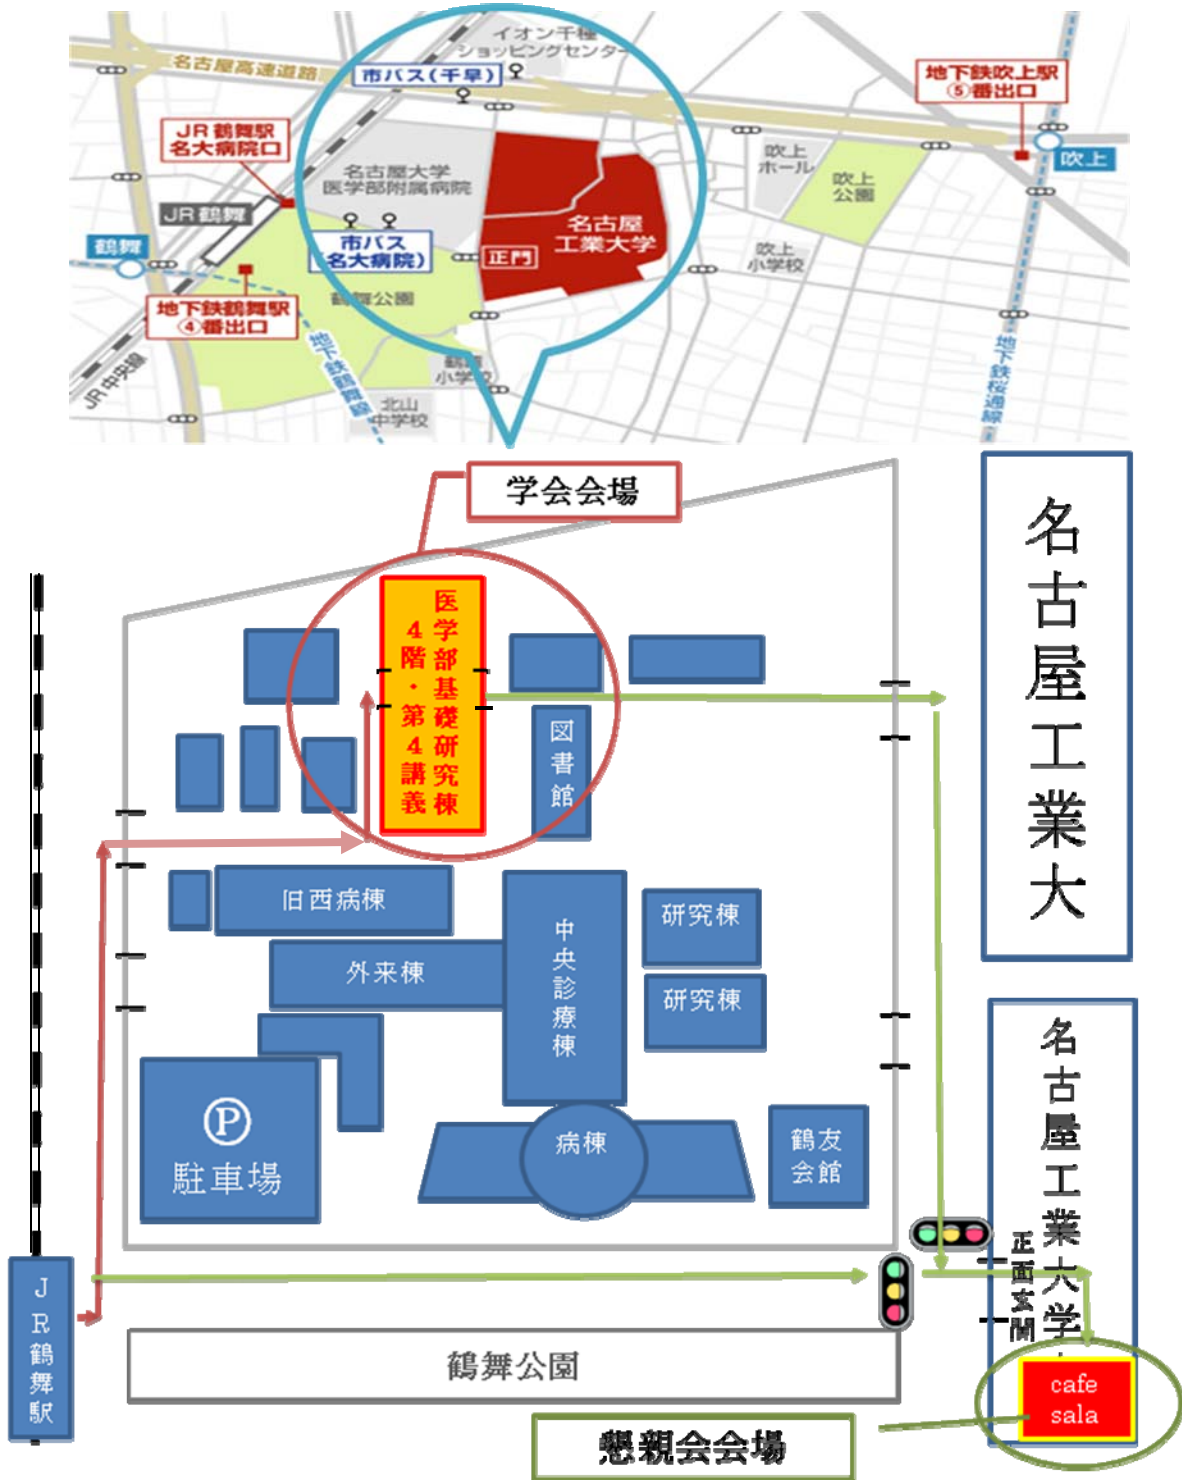 イオン千種
ショッピングセンター
名古屋高速道路
市バス(千早)
地下鉄吹上駅
⑤番出口
JR鶴舞駅
名大病院口
名古屋大学
医学部附属病院
吹上
ホール
吹上
公園
吹上
JR鶴舞
鶴舞
市バス
(名大病院)
正門
名古屋
工業大学
吹上
小学校
地下鉄鶴舞駅
④番出口
鶴舞公園
鶴舞
小学校
北山
中学校
JR中央線
地下鉄鶴舞線
地下鉄桜通線
学会会場
名古屋工業大
医学部基礎研究棟
4階・第4講義
図書館
旧西病棟
外来棟
中央診療棟
研究棟
研究棟
P
駐車場
病棟
鶴友
会館
名古屋工業大学
正面玄関
JR鶴舞駅
鶴舞公園
cafe
sala
懇親会会場